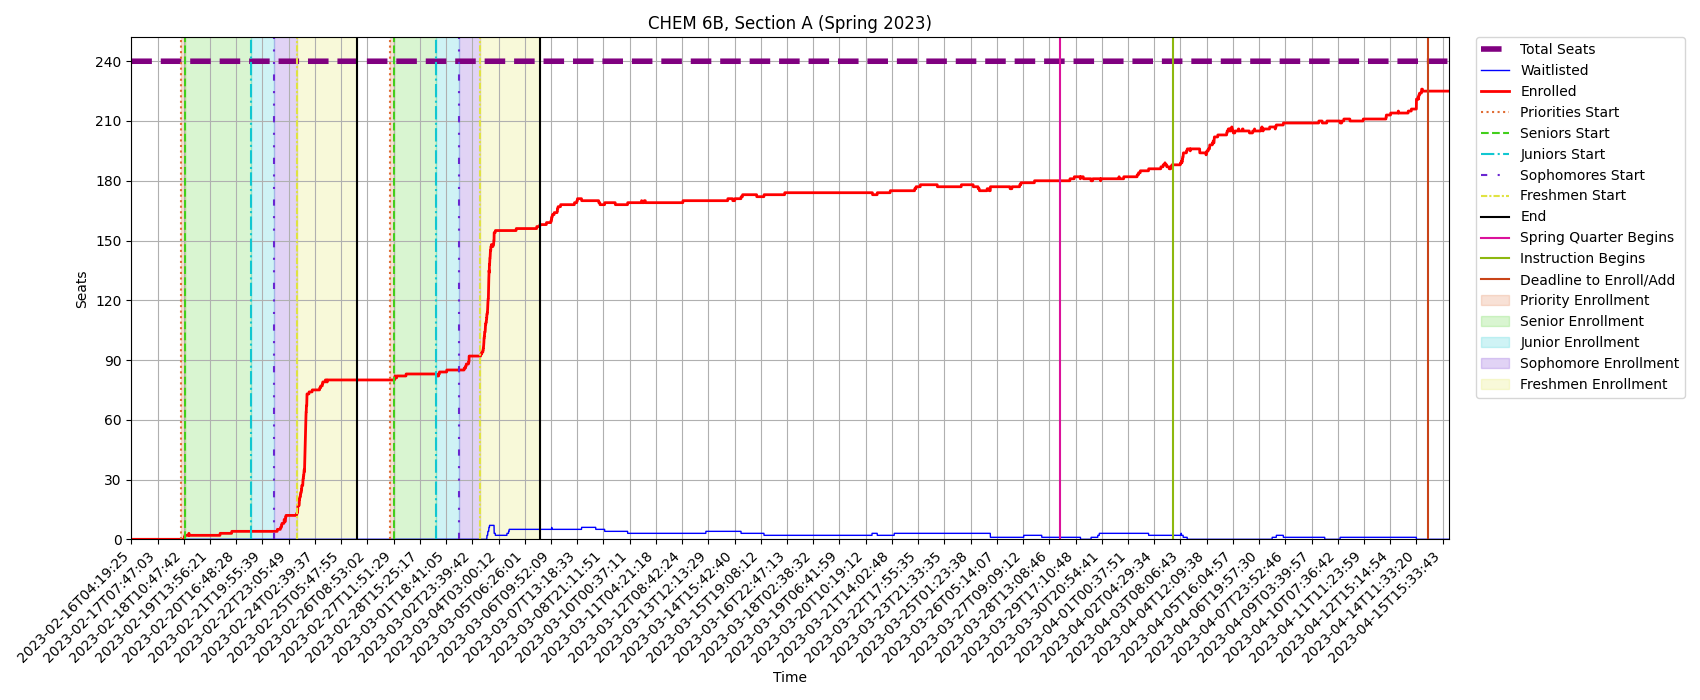 CHEM 6B, Section A (Spring 2023)
Seats
240
210
180
150
120
90
60
30
0
2023-02-16T04:19:25
2023-02-17T07:47:03
2023-02-18T10:47:42
2023-02-19T13:56:21
2023-02-20T16:48:28
2023-02-21T19:55:39
2023-02-22T23:05:49
2023-02-24T02:39:37
2023-02-25T05:47:55
2023-02-26T08:53:02
2023-02-27T11:51:29
2023-02-28T15:25:17
2023-03-01T18:41:05
2023-03-02T23:39:42
2023-03-04T03:00:12
2023-03-05T06:26:01
2023-03-06T09:52:09
2023-03-07T13:18:33
2023-03-08T21:11:51
2023-03-10T00:37:11
2023-03-11T04:21:18
2023-03-12T08:42:24
2023-03-13T12:13:29
2023-03-14T15:42:40
2023-03-15T19:08:12
2023-03-16T22:47:13
2023-03-18T02:38:32
2023-03-19T06:41:59
2023-03-20T10:19:12
2023-03-21T14:02:48
2023-03-22T17:55:35
2023-03-23T21:33:35
2023-03-25T01:23:38
2023-03-26T05:14:07
2023-03-27T09:09:12
2023-03-28T13:08:46
2023-03-29T17:10:48
2023-03-30T20:54:41
2023-04-01T00:37:51
2023-04-02T04:29:34
2023-04-03T08:06:43
2023-04-04T12:09:38
2023-04-05T16:04:57
2023-04-06T19:57:30
2023-04-07T23:52:46
2023-04-09T03:39:57
2023-04-10T07:36:42
2023-04-11T11:23:59
2023-04-12T15:14:54
2023-04-14T11:33:20
2023-04-15T15:33:43
Time
Total Seats
Waitlisted
Enrolled
Priorities Start
Seniors Start
Juniors Start
Sophomores Start
Freshmen Start
End
Spring Quarter Begins
Instruction Begins
Deadline to Enroll/Add
Priority Enrollment
Senior Enrollment
Junior Enrollment
Sophomore Enrollment
Freshmen Enrollment